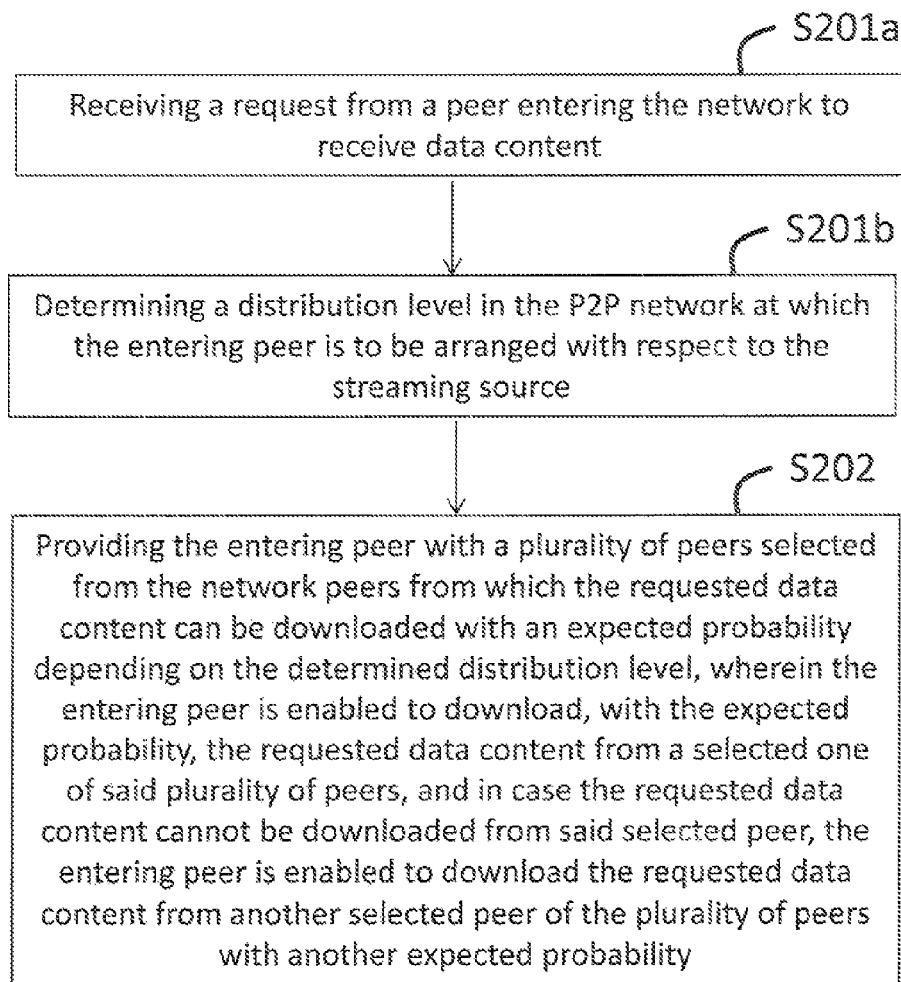 S201a
Receiving a request from a peer entering the network to
receive data content
S201b
Determining a distribution level in the P2P network at which
the entering peer is to be arranged with respect to the
streaming source
S202
Providing the entering peer with a plurality of peers selected
from the network peers from which the requested data
content can be downloaded with an expected probability
depending on the determined distribution level, wherein the
entering peer is enabled to download, with the expected
probability, the requested data content from a selected one
of said plurality of peers, and in case the requested data
content cannot be downloaded from said selected peer, the
entering peer is enabled to download the requested data
content from another selected peer of the plurality of peers
with another expected probability